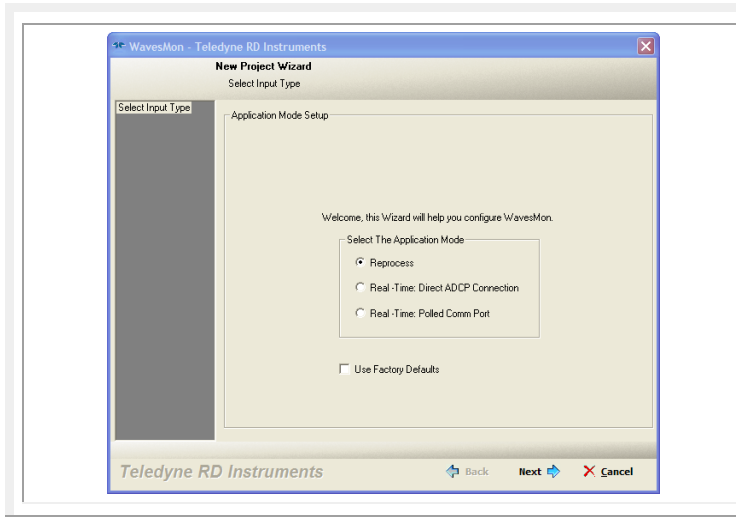 WavesMon - Teledyne RD Instruments
New Project Wizard
Select Input Type
Select Input Type
Application Mode Setup
Welcome, this Wizard will help you configure WavesMon.
Select The Application Mode
Reprocess
Real -Time: Direct ADCP Connection
Real -Time: Polled Comm Port
Use Factory Defaults
Teledyne RD Instruments
Back
Next
Cancel